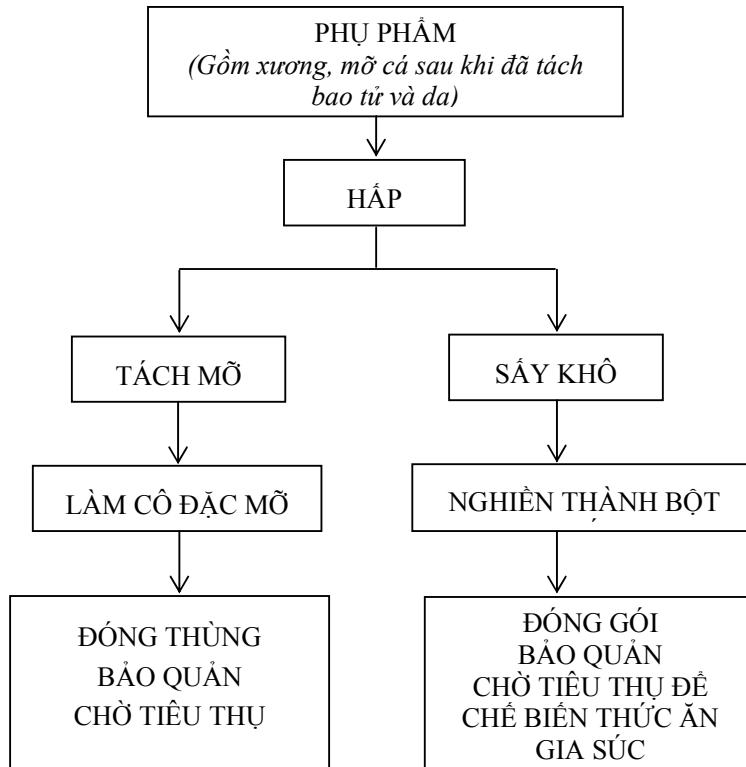 PHỤ PHẨM
(Gồm xương, mỡ cá sau khi đã tách
bao tử và da)
HẤP
TÁCH MỠ
SẤY KHÔ
LÀM CÔ ĐẶC MỠ
NGHIỀN THÀNH BỘT
ĐÓNG THÙNG
BẢO QUẢN
CHỜ TIÊU THỤ
ĐÓNG GÓI
BẢO QUẢN
CHỜ TIÊU THỤ ĐỂ
CHẾ BIẾN THỨC ĂN
GIA SÚC